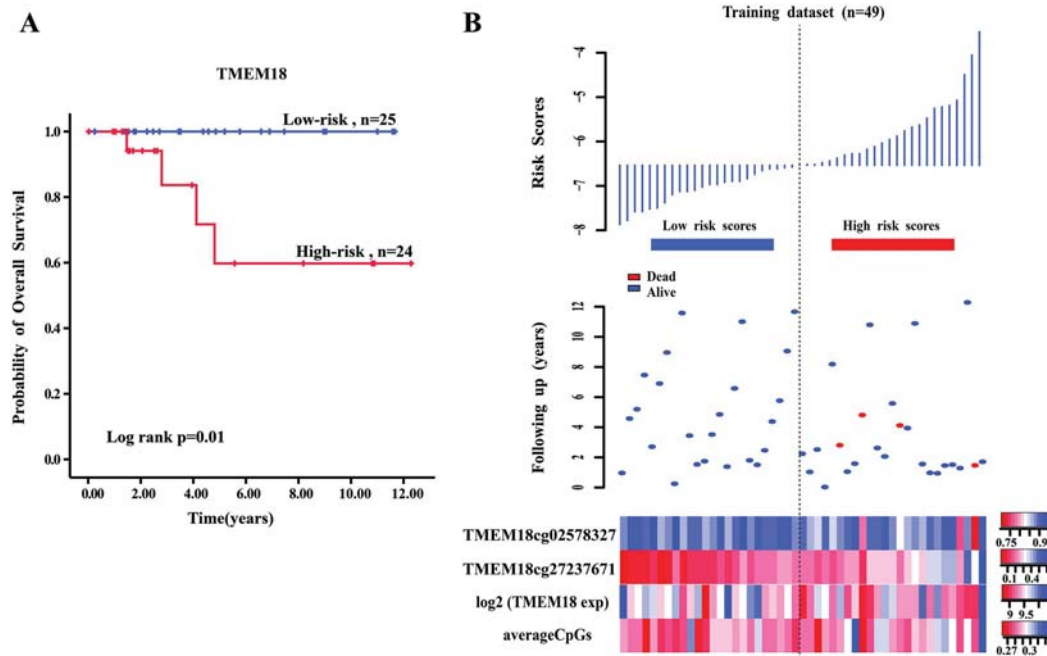 A
TMEM18
Low-risk , n=25
High-risk , n=24
Log rank p=0.01
Probability of Overall Survival
1.0
0.8
0.6
0.4
0.2
0.0
0.00 2.00 4.00 6.00 8.00 10.00 12.00
Time(years)
B
Training dataset (n=49)
Risk Scores
-4
-5
-6
-7
-8
Low risk scores
High risk scores
Dead
Alive
Following up (years)
12
10
8
6
4
2
0
TMEM18cg02578327
TMEM18cg27237671
log2 (TMEM18 exp)
averageCpGs
0.75 0.9
0.1 0.4
9 9.5
0.27 0.3